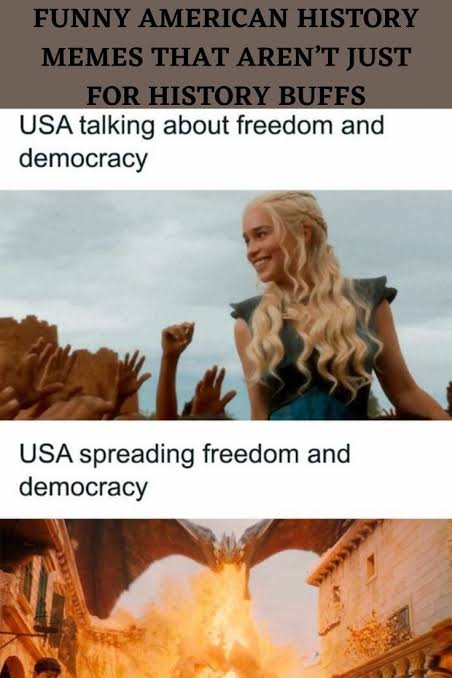 FUNNY AMERICAN HISTORY
MEMES THAT AREN'T JUST
FOR HISTORY BUFFS
USA talking about freedom and
democracy
USA spreading freedom and
democracy